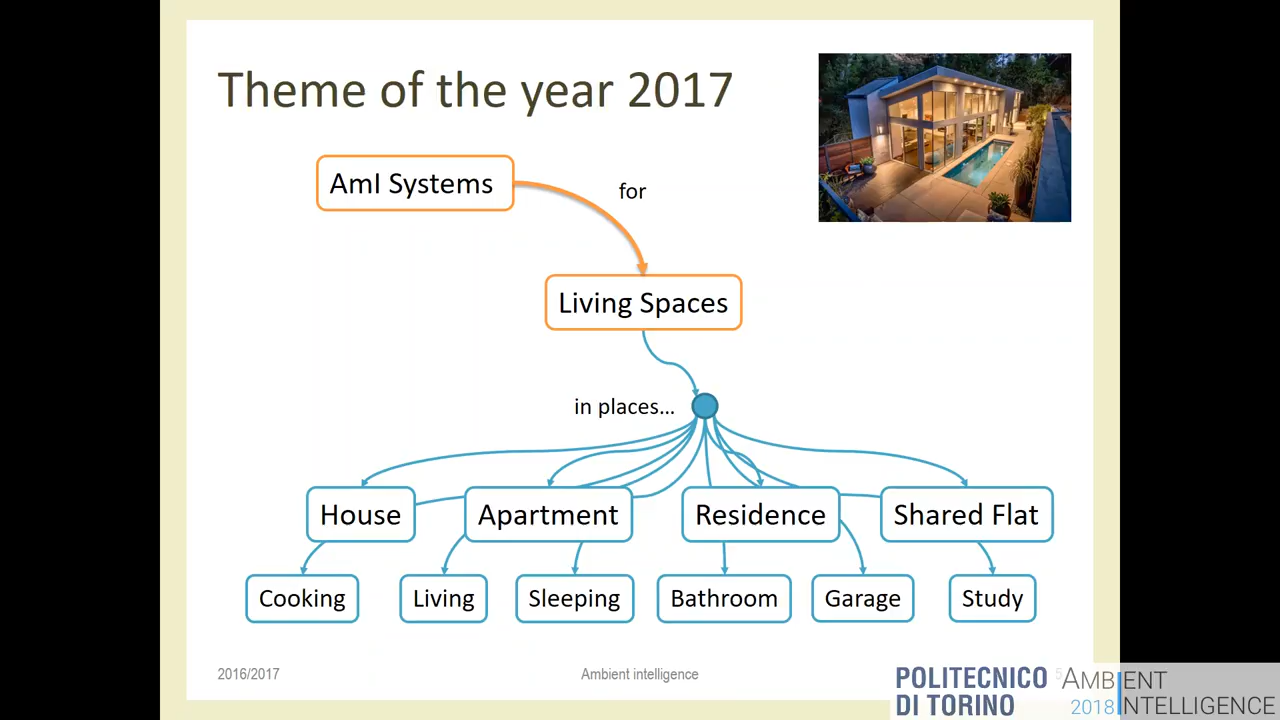 Theme of the year 2017
AmI Systems
for
Living Spaces
in places...
House
Apartment
Residence
Shared Flat
Cooking
Living
Sleeping
Bathroom
Garage
Study
2016/2017
Ambient intelligence
5
POLITECNICO
DI TORINO
AMBIENT
2018 INTELLIGENCE